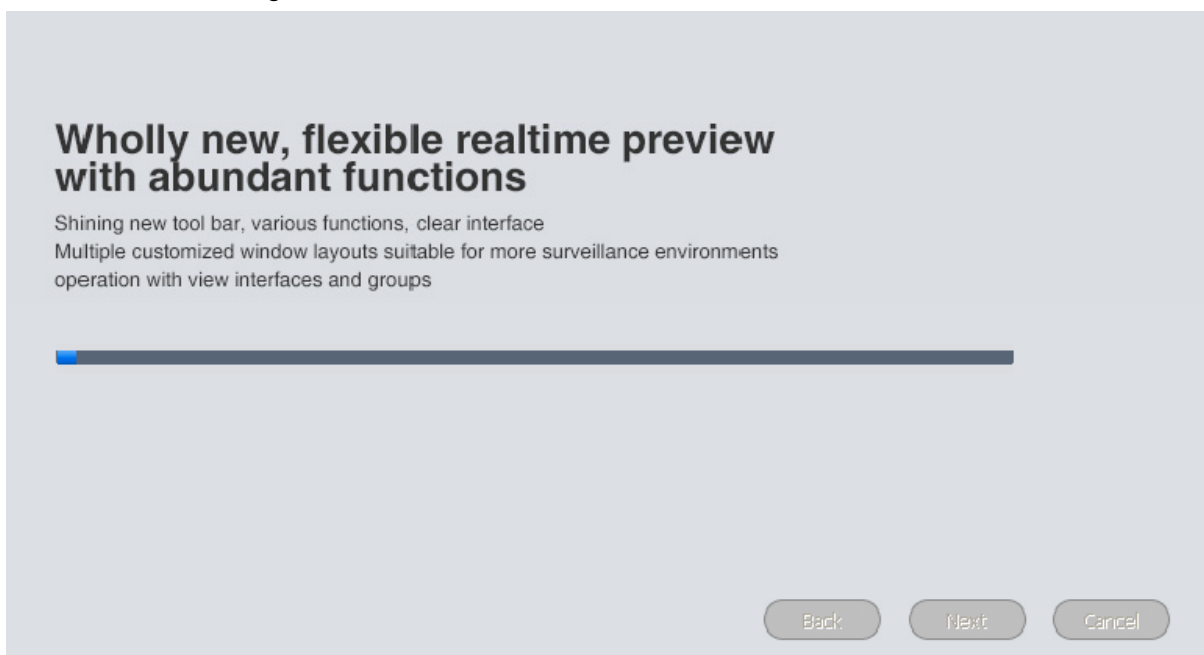 Wholly new, flexible realtime preview
with abundant functions
Shining new tool bar, various functions, clear interface
Multiple customized window layouts suitable for more surveillance environments
operation with view interfaces and groups
Back Next Cancel